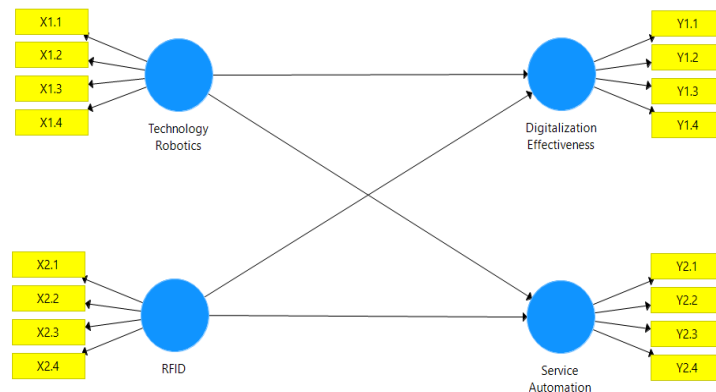 X1.1
X1.2
X1.3
X1.4
Technology
Robotics
Y1.1
Y1.2
Y1.3
Y1.4
Digitalization
Effectiveness
X2.1
X2.2
X2.3
X2.4
RFID
Y2.1
Y2.2
Y2.3
Y2.4
Service
Automation